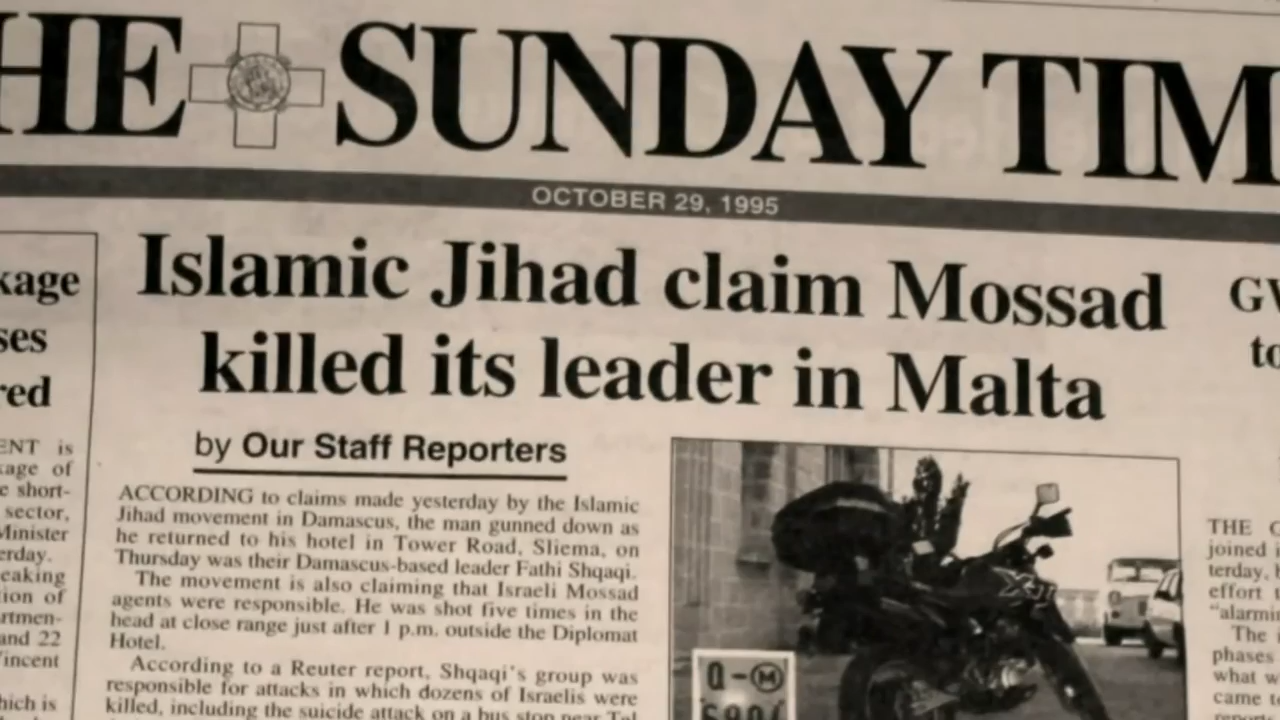 THE SUNDAY TIM
OCTOBER 29, 1995
kage
ses
red
ENT is
kage of
e short-
sector,
Minister
erday.
eaking
tion of
rtmen-
and 22
Vincent
hich is
Islamic Jihad claim Mossad
killed its leader in Malta
by Our Staff Reporters
ACCORDING to claims made yesterday by the Islamic
Jihad movement in Damascus, the man gunned down as
he returned to his hotel in Tower Road, Sliema, on
Thursday was their Damascus-based leader Fathi Shqaqi.
The movement is also claiming that Israeli Mossad
agents were responsible. He was shot five times in the
head at close range just after 1 p.m. outside the Diplomat
Hotel.
According to a Reuter report, Shqaqi's group was
responsible for attacks in which dozens of Israelis were
killed, including the suicide attack on a bus stop near Tel
XT
Q-M
6904
GW
to
THE
joined
terday,
effort
"alarmi
The
phases
what w
came t